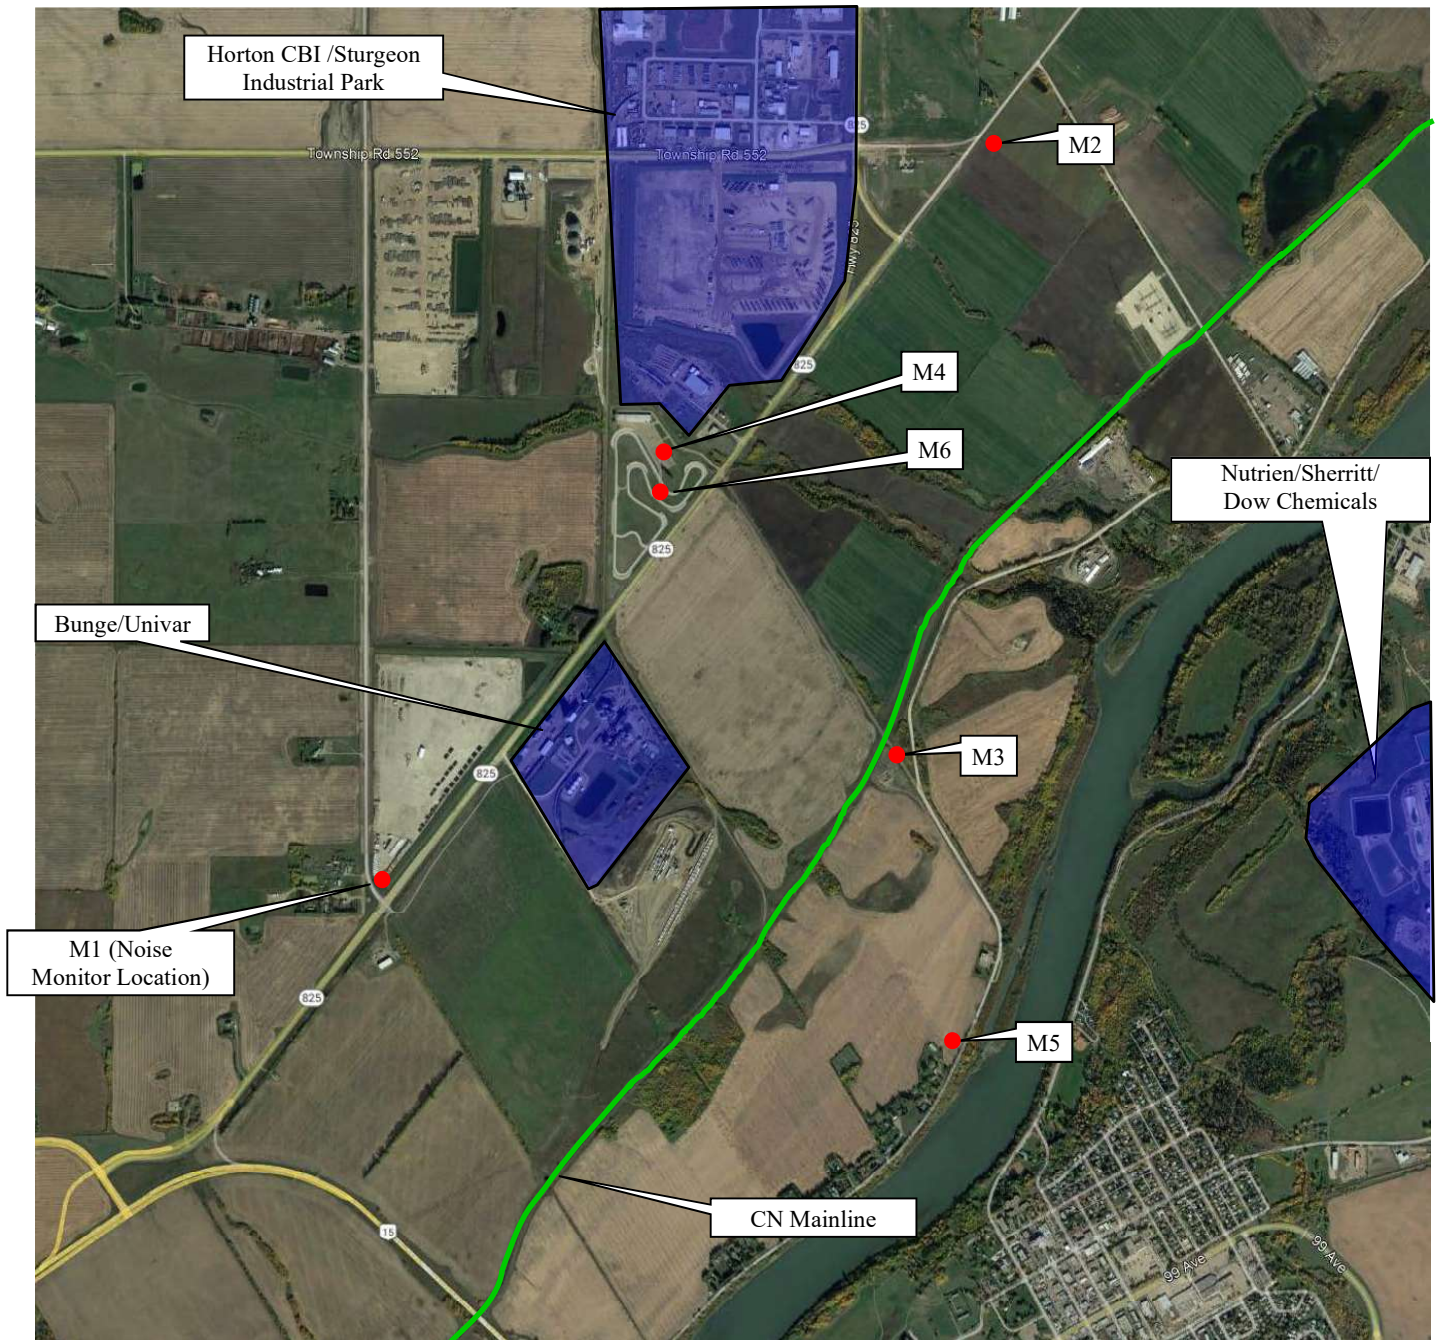 Horton CBI /Sturgeon
Industrial Park
825
M2
Township Rd 552
Township Rd 552
Hwy 825
825
M4
M6
Nutrien/Sherritt/
Dow Chemicals
825
Bunge/Univar
M3
825
M1 (Noise
Monitor Location)
825
M5
CN Mainline
15
99 Ave
99 Ave